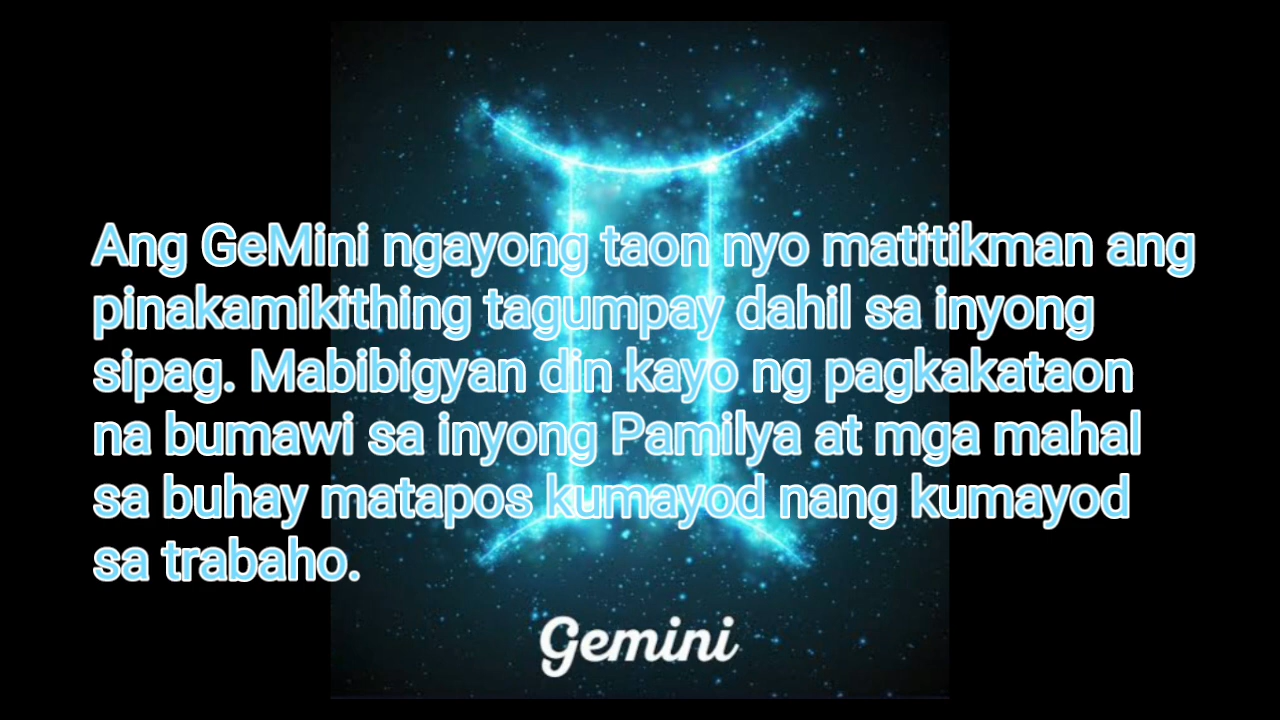 Ang GeMini ngayong taon nyo matitikman ang
pinakamikithing tagumpay dahil sa inyong
sipag. Mabibigyan din kayo ng pagkakataon
na bumawi sa inyong Pamilya at mga mahal
sa buhay matapos kumayod nang kumayod
sa trabaho.
Gemini